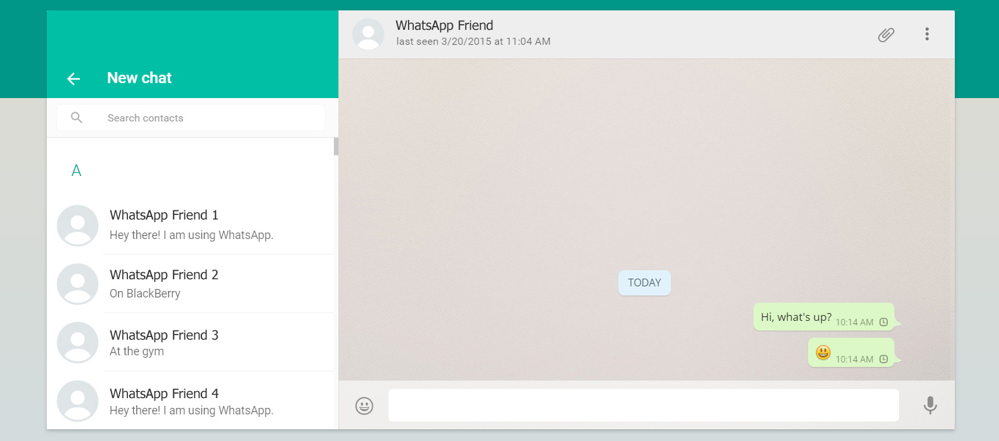 New chat
Search contacts
A
WhatsApp Friend 1
Hey there! I am using WhatsApp.
WhatsApp Friend 2
On BlackBerry
WhatsApp Friend 3
At the gym
WhatsApp Friend 4
Hey there! I am using WhatsApp.
WhatsApp Friend
last seen 3/20/2015 at 11:04 AM
TODAY
Hi, what's up? 10:14 AM
😃 10:14 AM